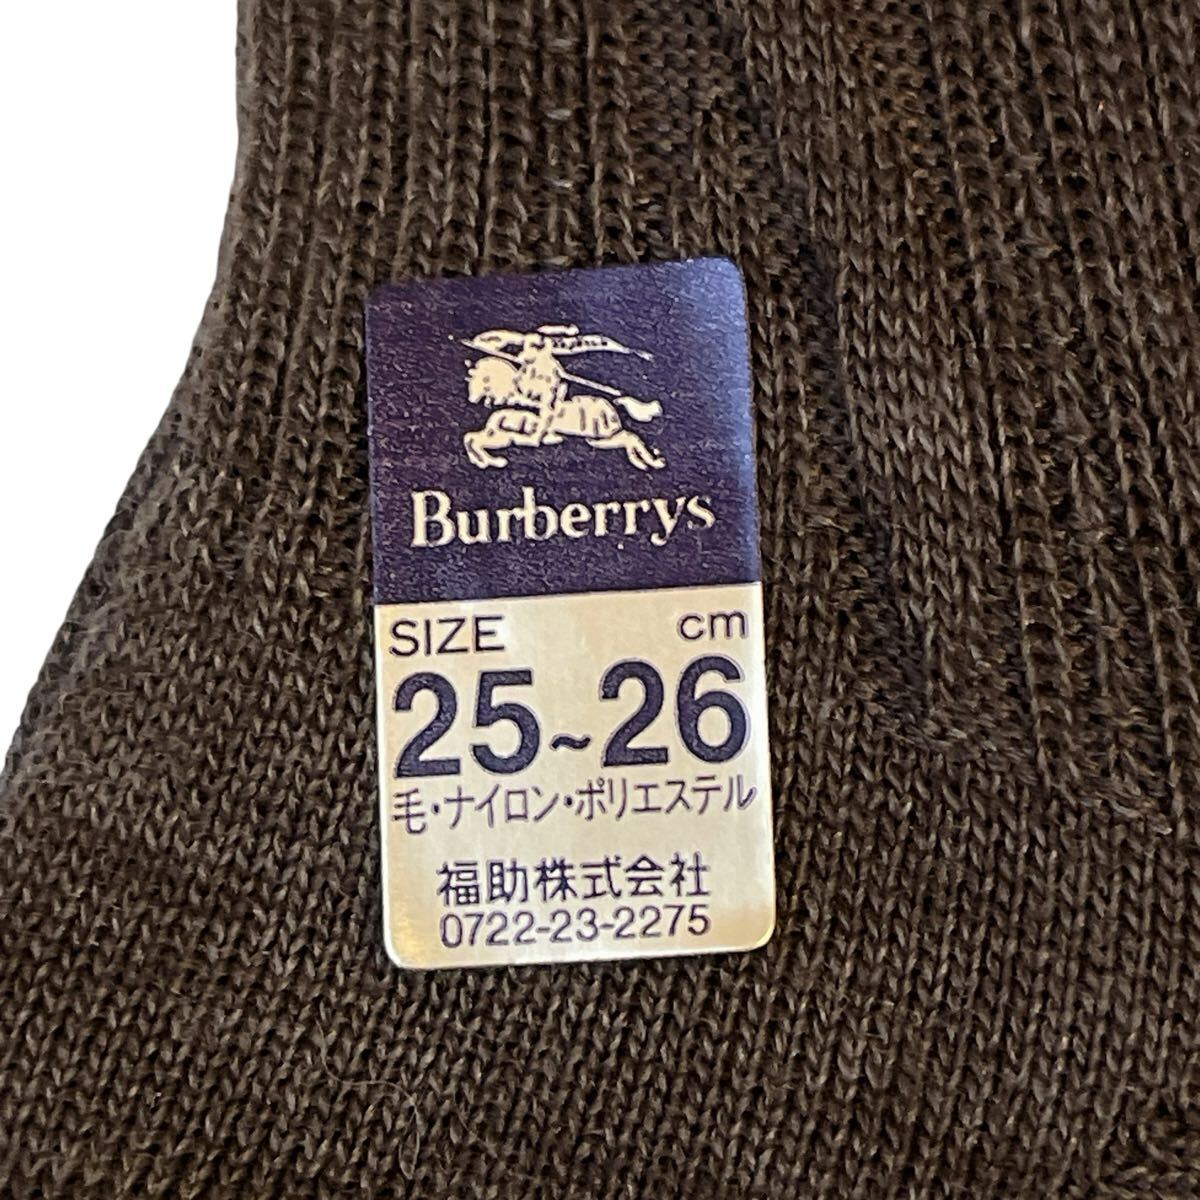 Burberrys
SIZE cm
25~26
毛・ナイロン・ポリエステル
福助株式会社
0722-23-2275